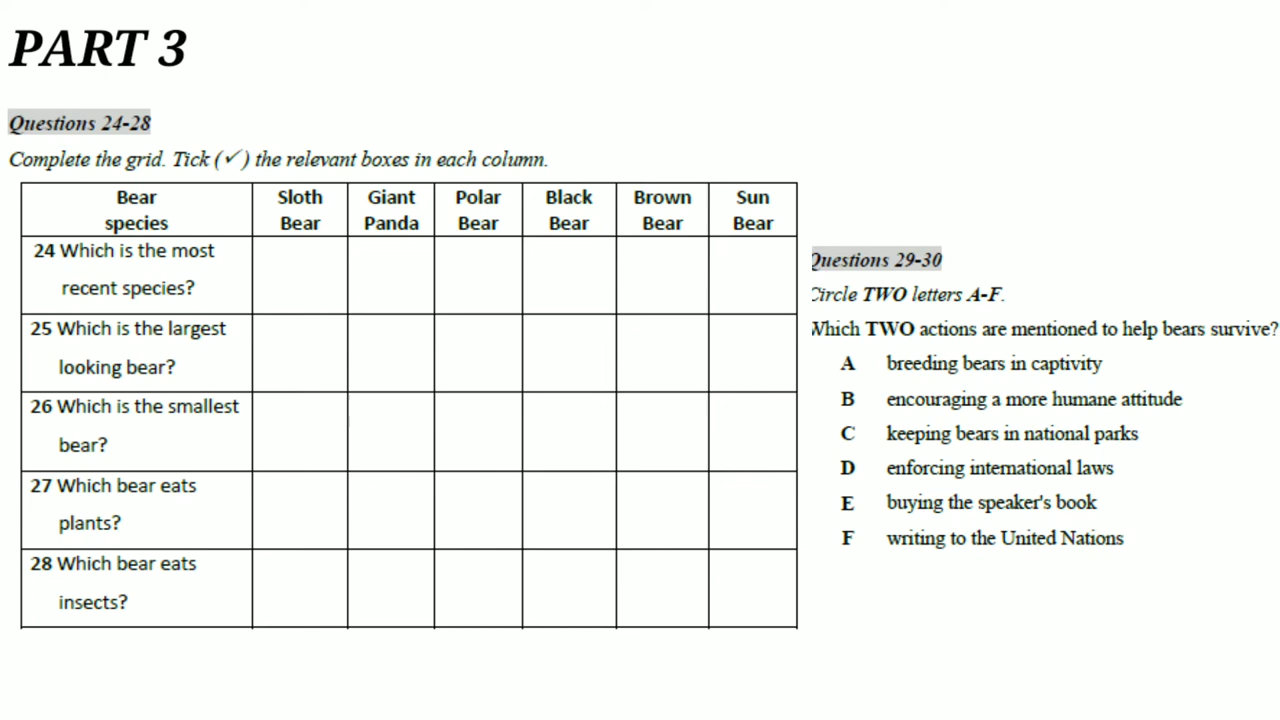 PART 3
Questions 24-28
Complete the grid. Tick (✓) the relevant boxes in each column.
Bear species Sloth Bear Giant Panda Polar Bear Black Bear Brown Bear Sun Bear
24 Which is the most
recent species?
25 Which is the largest
looking bear?
26 Which is the smallest
bear?
27 Which bear eats
plants?
28 Which bear eats
insects?
Questions 29-30
Circle TWO letters A-F.
Which TWO actions are mentioned to help bears survive?
A breeding bears in captivity
B encouraging a more humane attitude
C keeping bears in national parks
D enforcing international laws
E buying the speaker's book
F writing to the United Nations